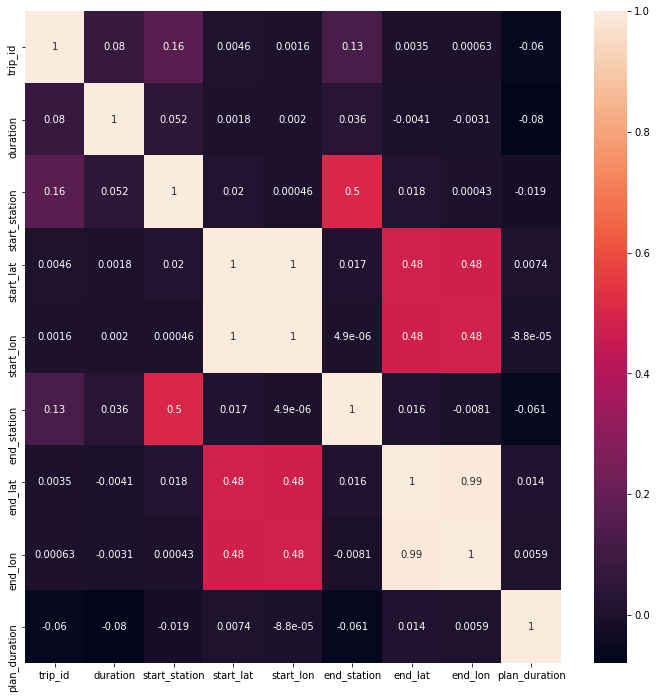 trip_id 1 0.08 0.16 0.0046 0.0016 0.13 0.0035 0.00063 -0.06
duration 0.08 1 0.052 0.0018 0.002 0.036 -0.0041 -0.0031 -0.08
start_station 0.16 0.052 1 0.02 0.00046 0.5 0.018 0.00043 -0.019
start_lat 0.0046 0.0018 0.02 1 1 0.017 0.48 0.48 0.0074
start_lon 0.0016 0.002 0.00046 1 1 4.9e-06 0.48 0.48 -8.8e-05
end_station 0.13 0.036 0.5 0.017 4.9e-06 1 0.016 -0.0081 -0.061
end_lat 0.0035 -0.0041 0.018 0.48 0.48 0.016 1 0.99 0.014
end_lon 0.00063 -0.0031 0.00043 0.48 0.48 -0.0081 0.99 1 0.0059
plan_duration -0.06 -0.08 -0.019 0.0074 -8.8e-05 -0.061 0.014 0.0059 1
trip_id duration start_station start_lat start_lon end_station end_lat end_lon plan_duration
1.0
0.8
0.6
0.4
0.2
0.0